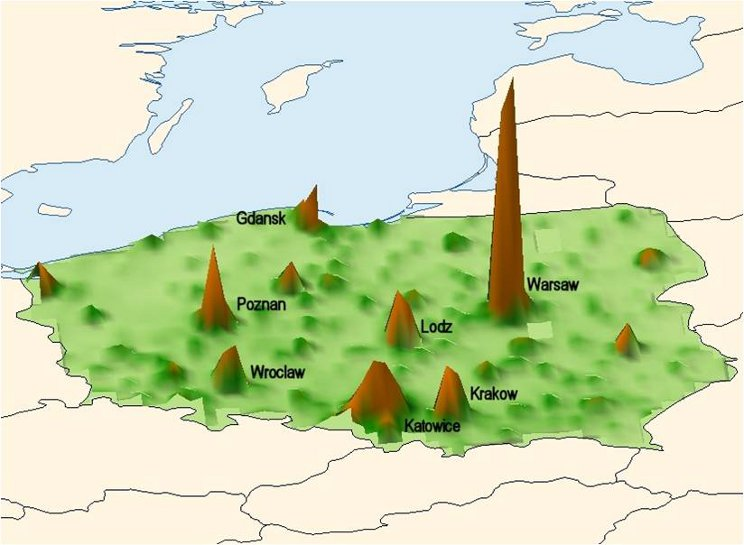 Gdansk
Warsaw
Poznan
Lodz
Wroclaw
Krakow
Katowice